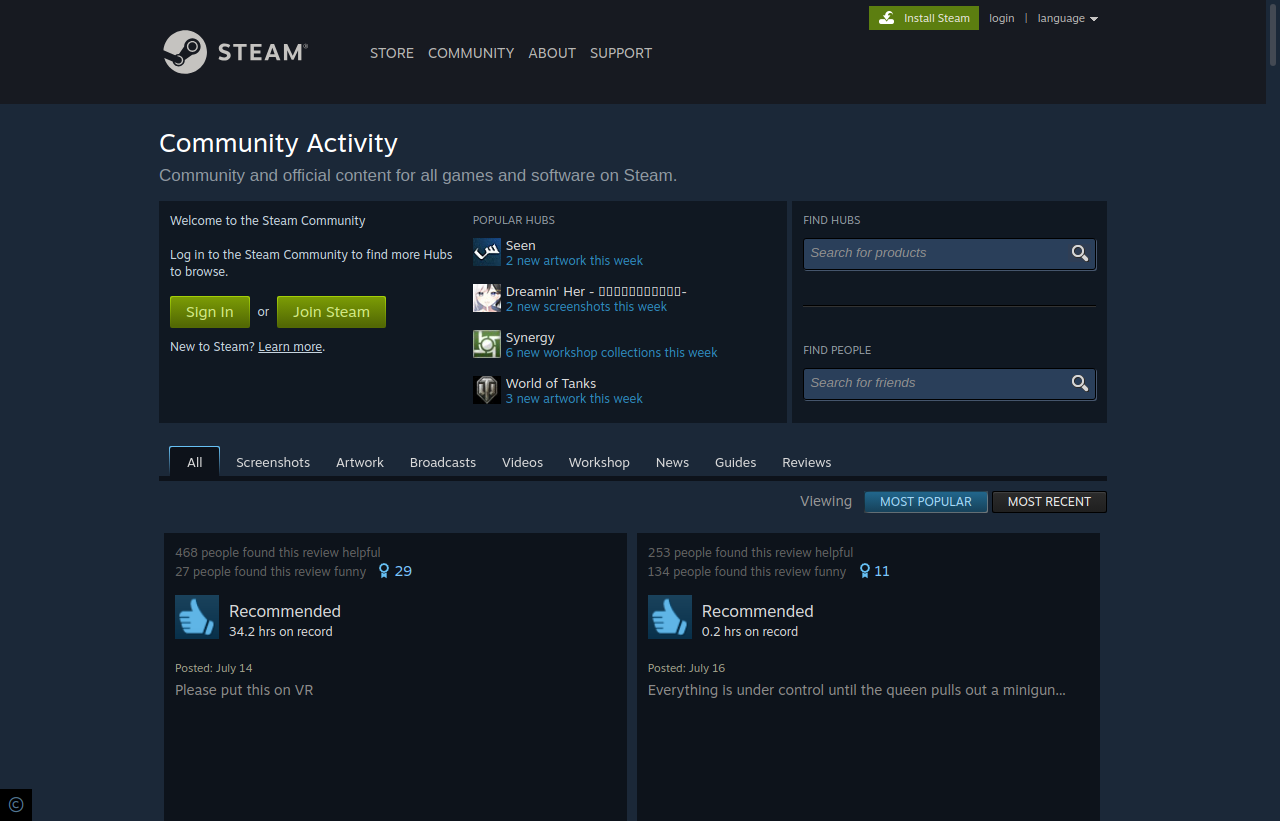 Install Steam
login | language
STEAM®
STORE COMMUNITY ABOUT SUPPORT
Community Activity
Community and official content for all games and software on Steam.
Welcome to the Steam Community
Log in to the Steam Community to find more Hubs
to browse.
Sign In or Join Steam
New to Steam? Learn more.
POPULAR HUBS
Seen
2 new artwork this week
Dreamin' Her - ▯▯▯▯▯▯▯▯▯▯▯-
2 new screenshots this week
Synergy
6 new workshop collections this week
World of Tanks
3 new artwork this week
FIND HUBS
Search for products
FIND PEOPLE
Search for friends
All Screenshots Artwork Broadcasts Videos Workshop News Guides Reviews
Viewing MOST POPULAR MOST RECENT
468 people found this review helpful
27 people found this review funny 29
Recommended
34.2 hrs on record
Posted: July 14
Please put this on VR
253 people found this review helpful
134 people found this review funny 11
Recommended
0.2 hrs on record
Posted: July 16
Everything is under control until the queen pulls out a minigun...
©